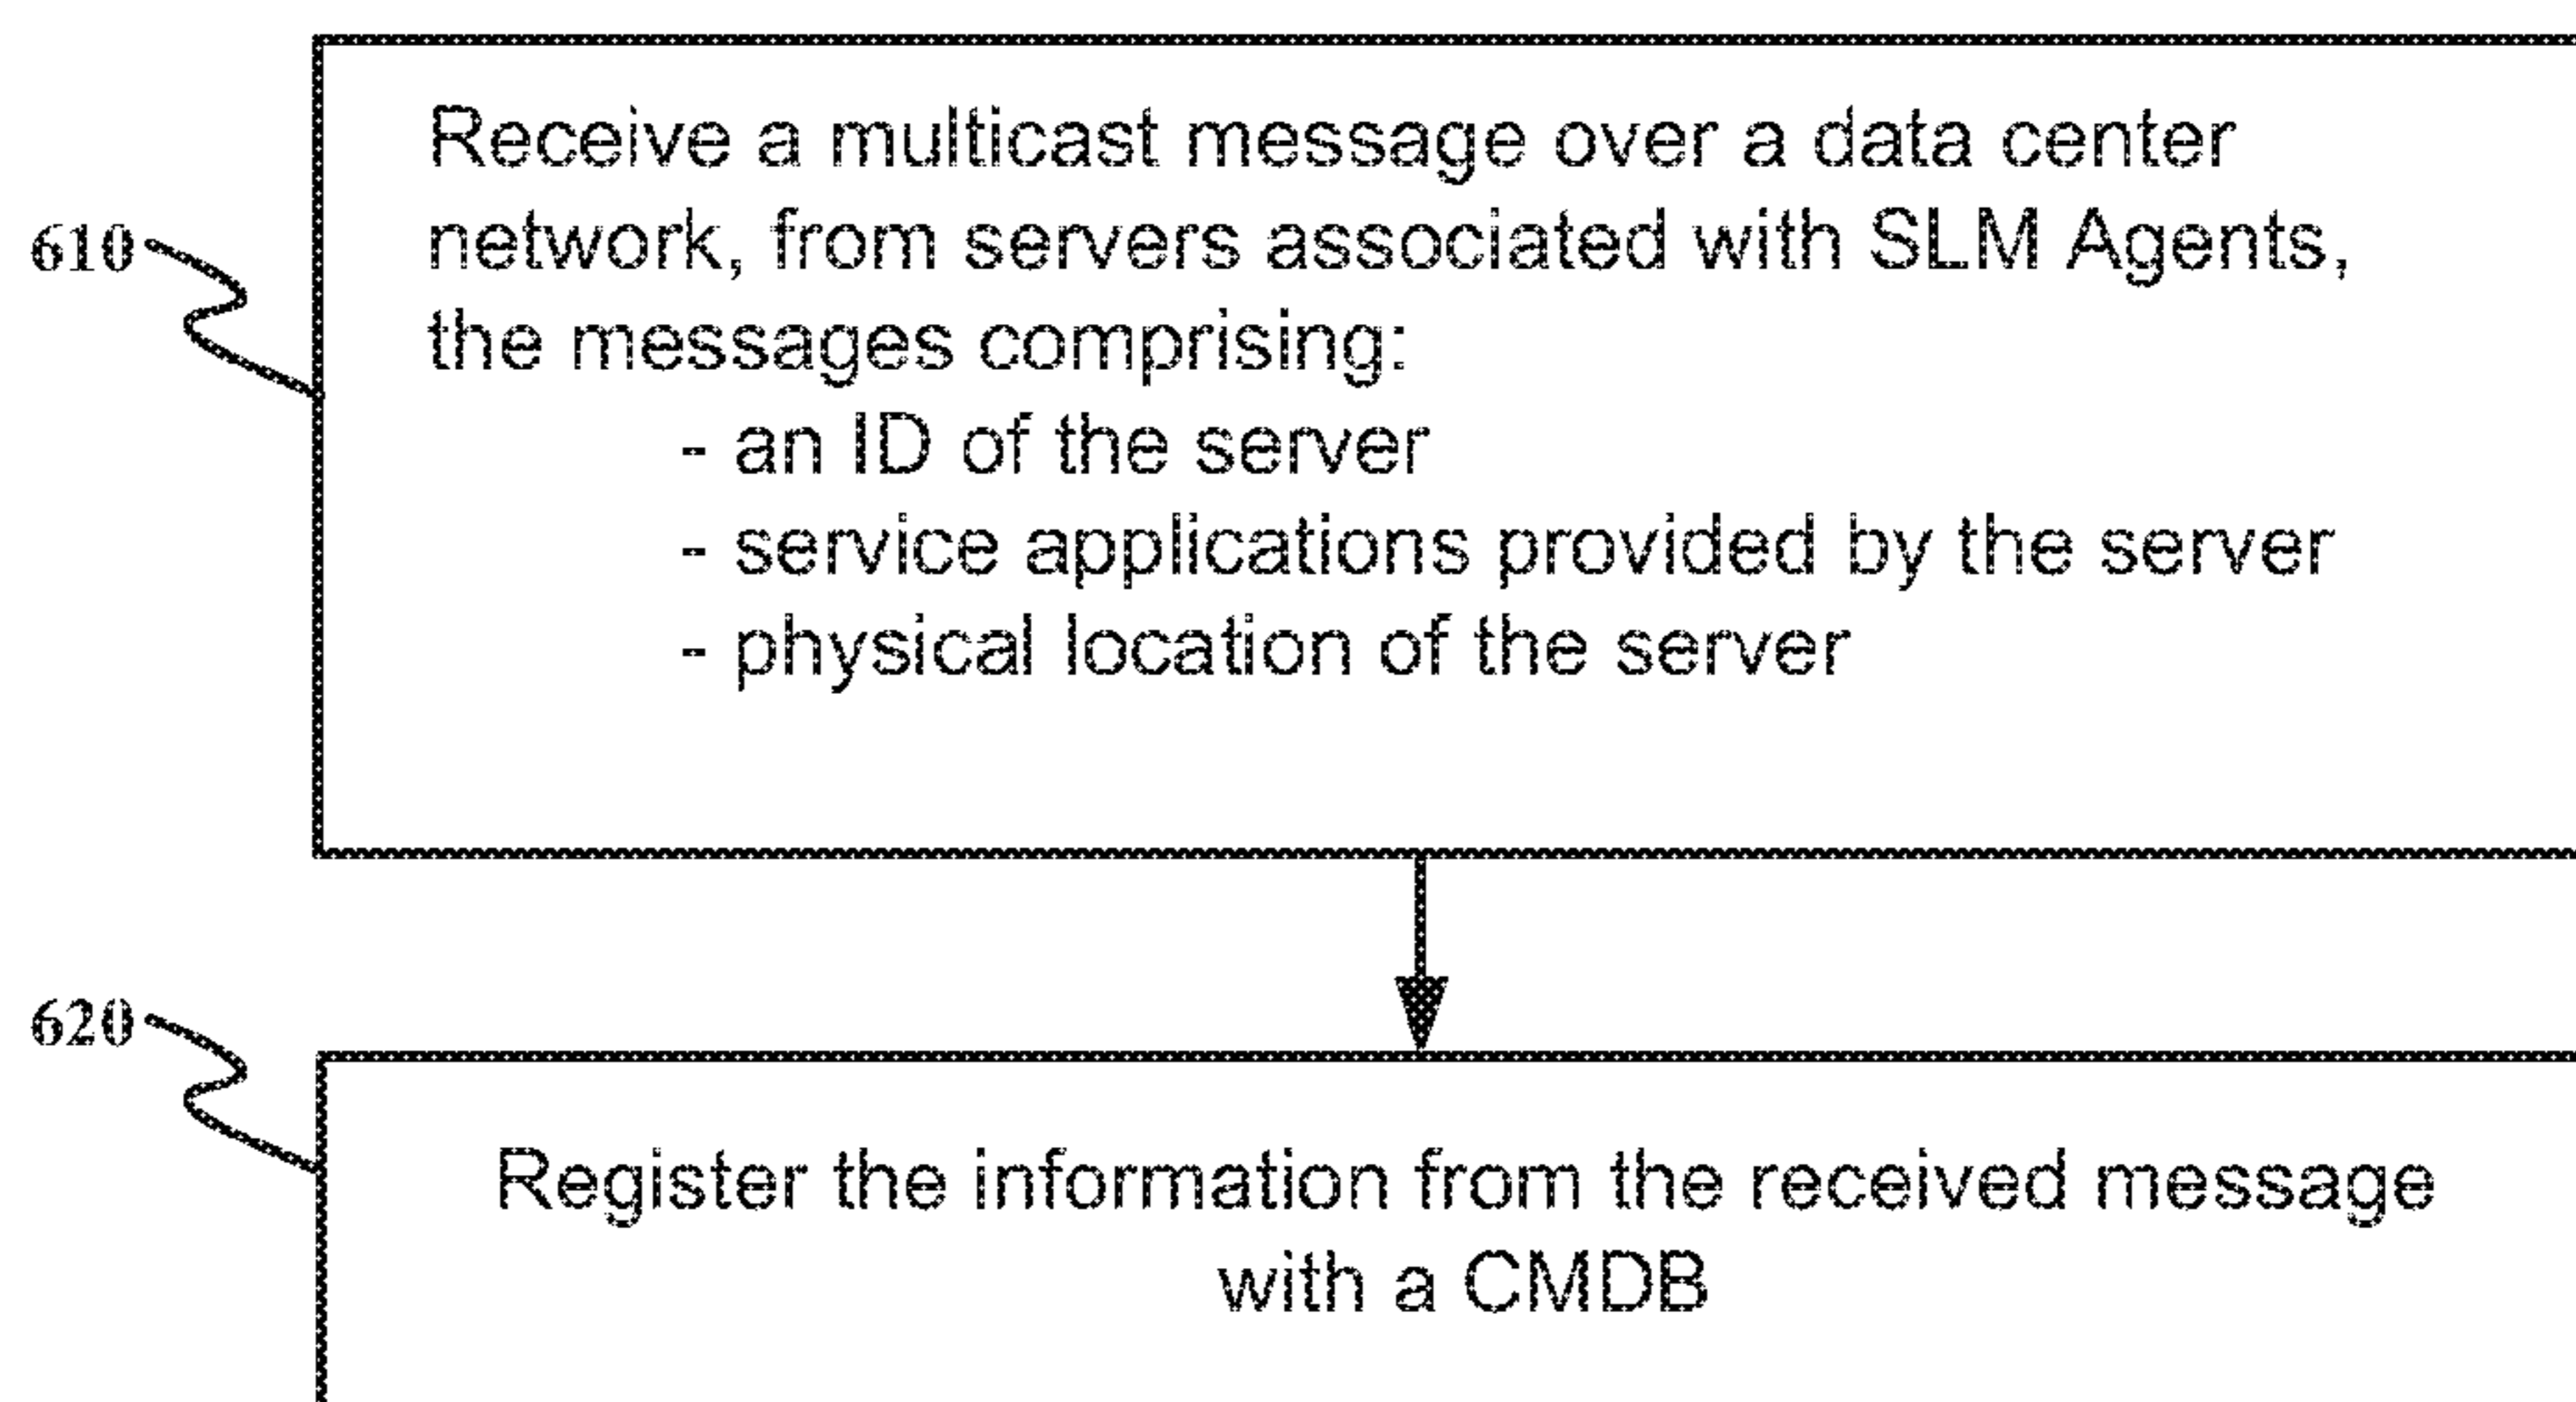 Receive a multicast message over a data center
610
network, from servers associated with SLM Agents,
the messages comprising:
- an ID of the server
- service applications provided by the server
- physical location of the server
620
Register the information from the received message
with a CMDB